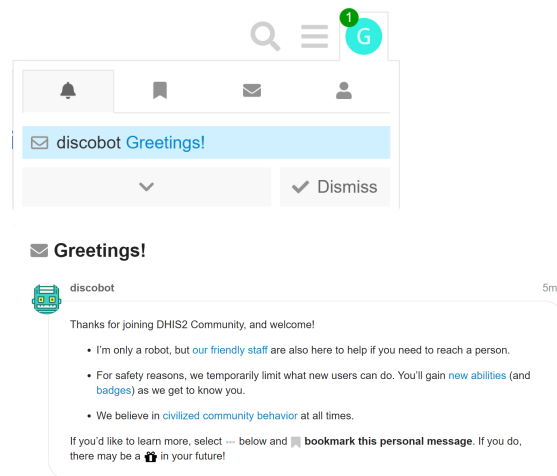 1
G
discobot Greetings!
Dismiss
Greetings!
discobot 5m
Thanks for joining DHIS2 Community, and welcome!
• I'm only a robot, but our friendly staff are also here to help if you need to reach a person.
• For safety reasons, we temporarily limit what new users can do. You'll gain new abilities (and
badges) as we get to know you.
• We believe in civilized community behavior at all times.
If you'd like to learn more, select below and bookmark this personal message. If you do,
there may be a in your future!